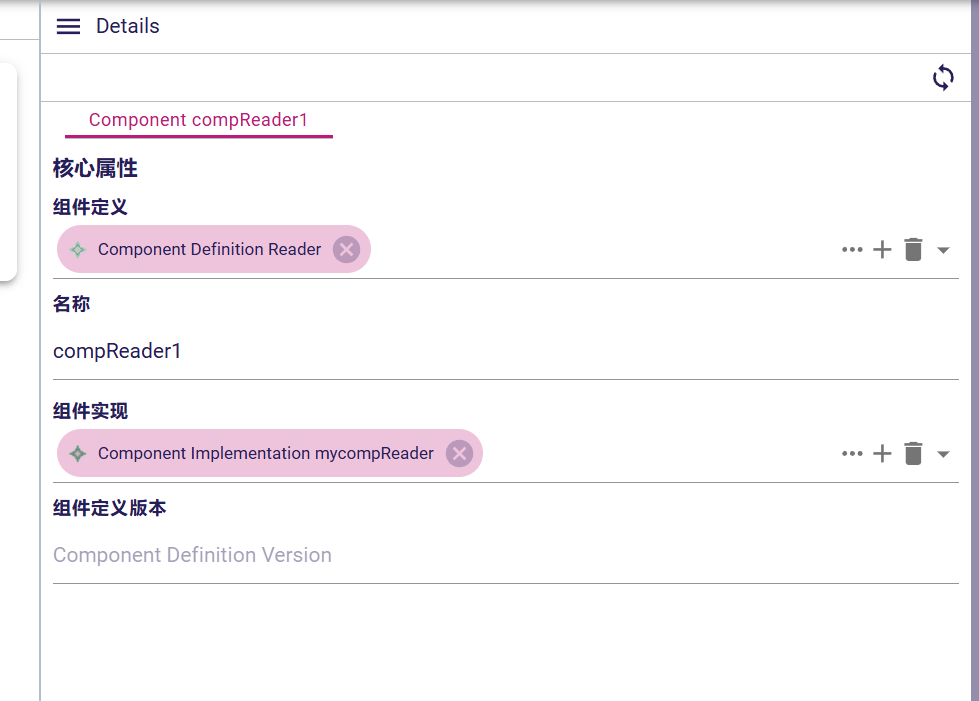 Details
Component compReader1
核心属性
组件定义
Component Definition Reader
名称
compReader1
组件实现
Component Implementation mycompReader
组件定义版本
Component Definition Version